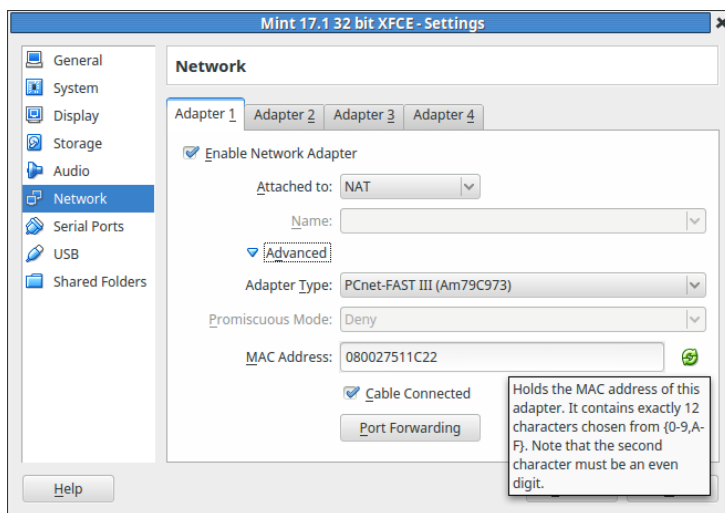 Mint 17.1 32 bit XFCE - Settings
General
System
Display
Storage
Audio
Network
Serial Ports
USB
Shared Folders
Network
Adapter 1 Adapter 2 Adapter 3 Adapter 4
Enable Network Adapter
Attached to: NAT
Name:
Advanced
Adapter Type: PCnet-FAST III (Am79C973)
Promiscuous Mode: Deny
MAC Address: 080027511C22
Cable Connected
Port Forwarding
Holds the MAC address of this
adapter. It contains exactly 12
characters chosen from {0-9,A-
F}. Note that the second
character must be an even
digit.
Help